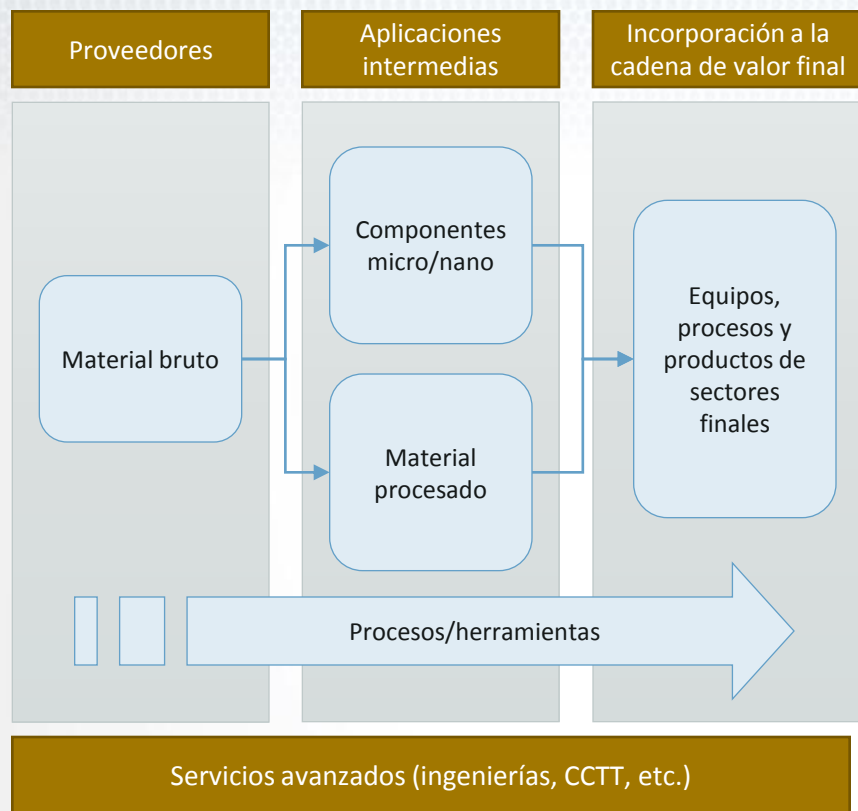 Proveedores
Aplicaciones
intermedias
Incorporación a la
cadena de valor final
Material bruto
Componentes
micro/nano
Material
procesado
Equipos,
procesos y
productos de
sectores
finales
Procesos/herramientas
Servicios avanzados (ingenierías, CCTT, etc.)